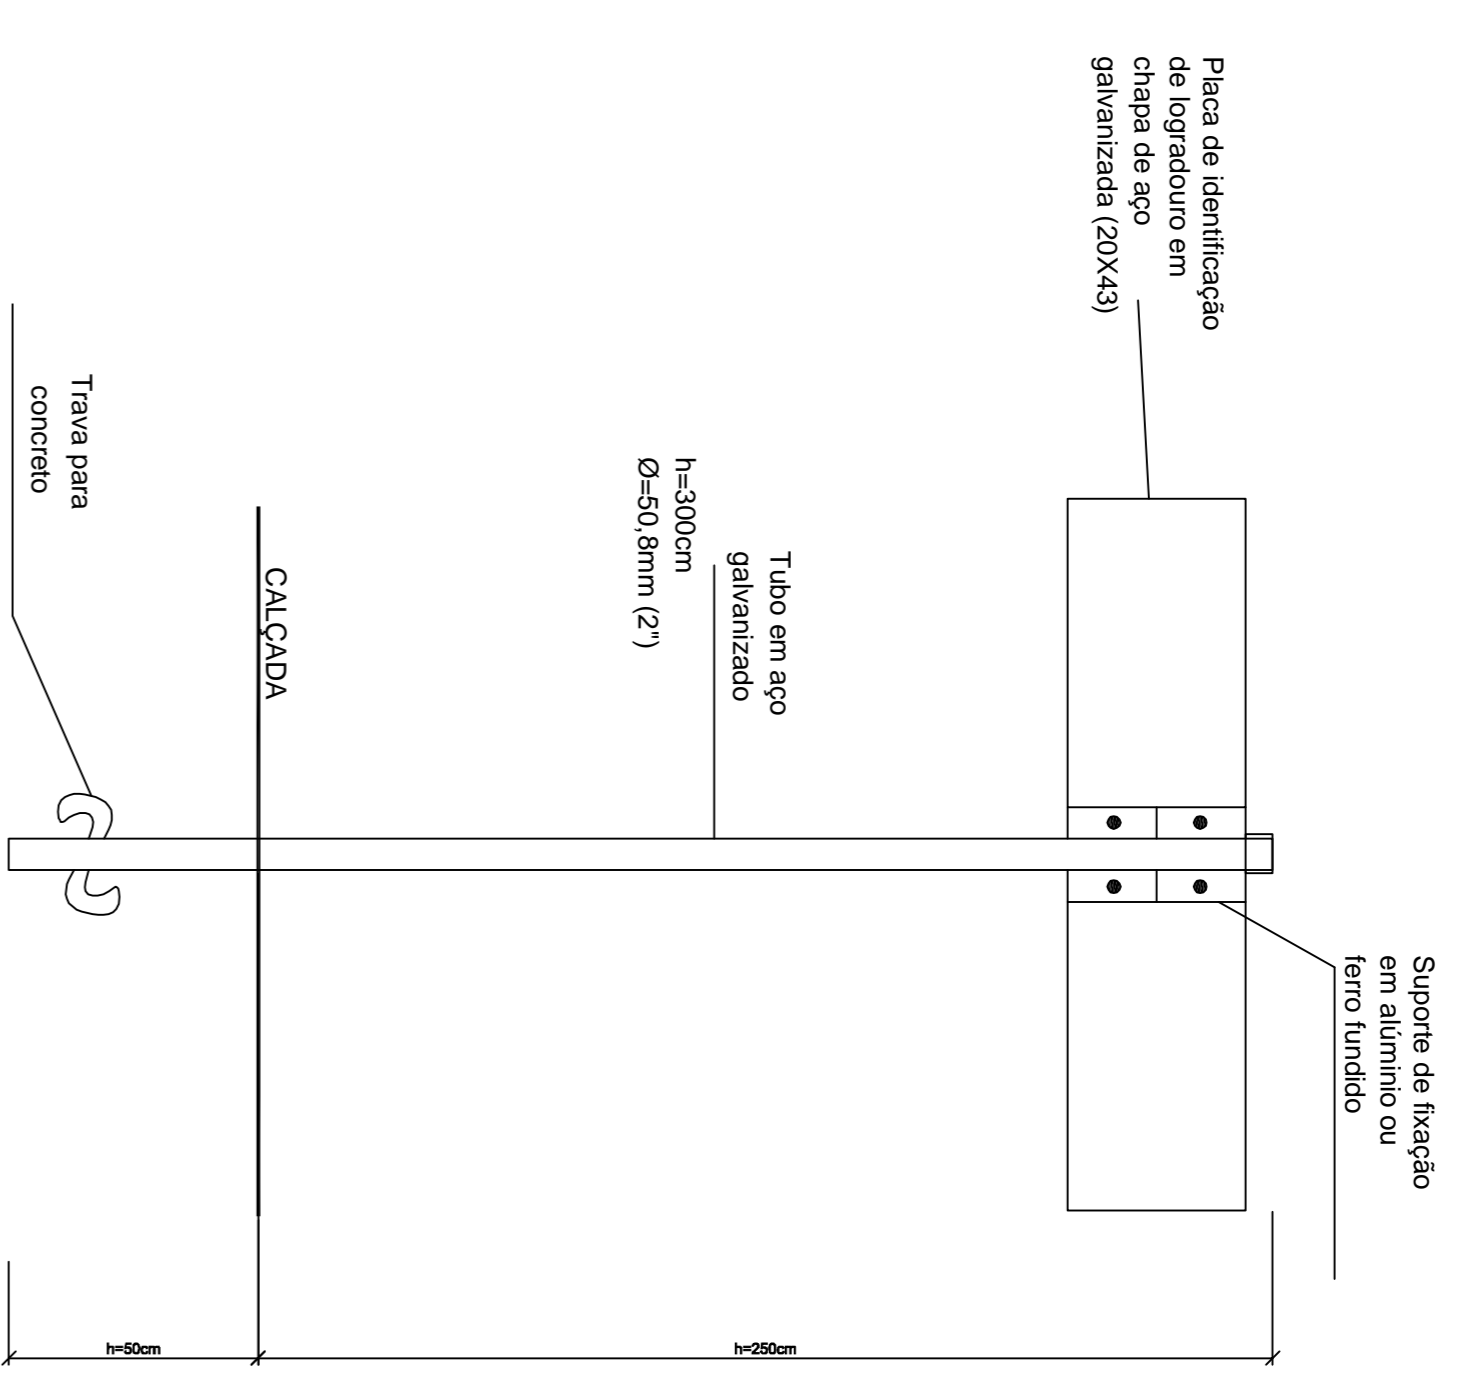 Placa de identificação
de logradouro em
chapa de aço
galvanizada (20X43)
Suporte de fixação
em alúminio ou
ferro fundido
Tubo em aço
galvanizado
h=300cm
Ø=50,8mm (2")
CALÇADA
Trava para
concreto
h=50cm
h=250cm